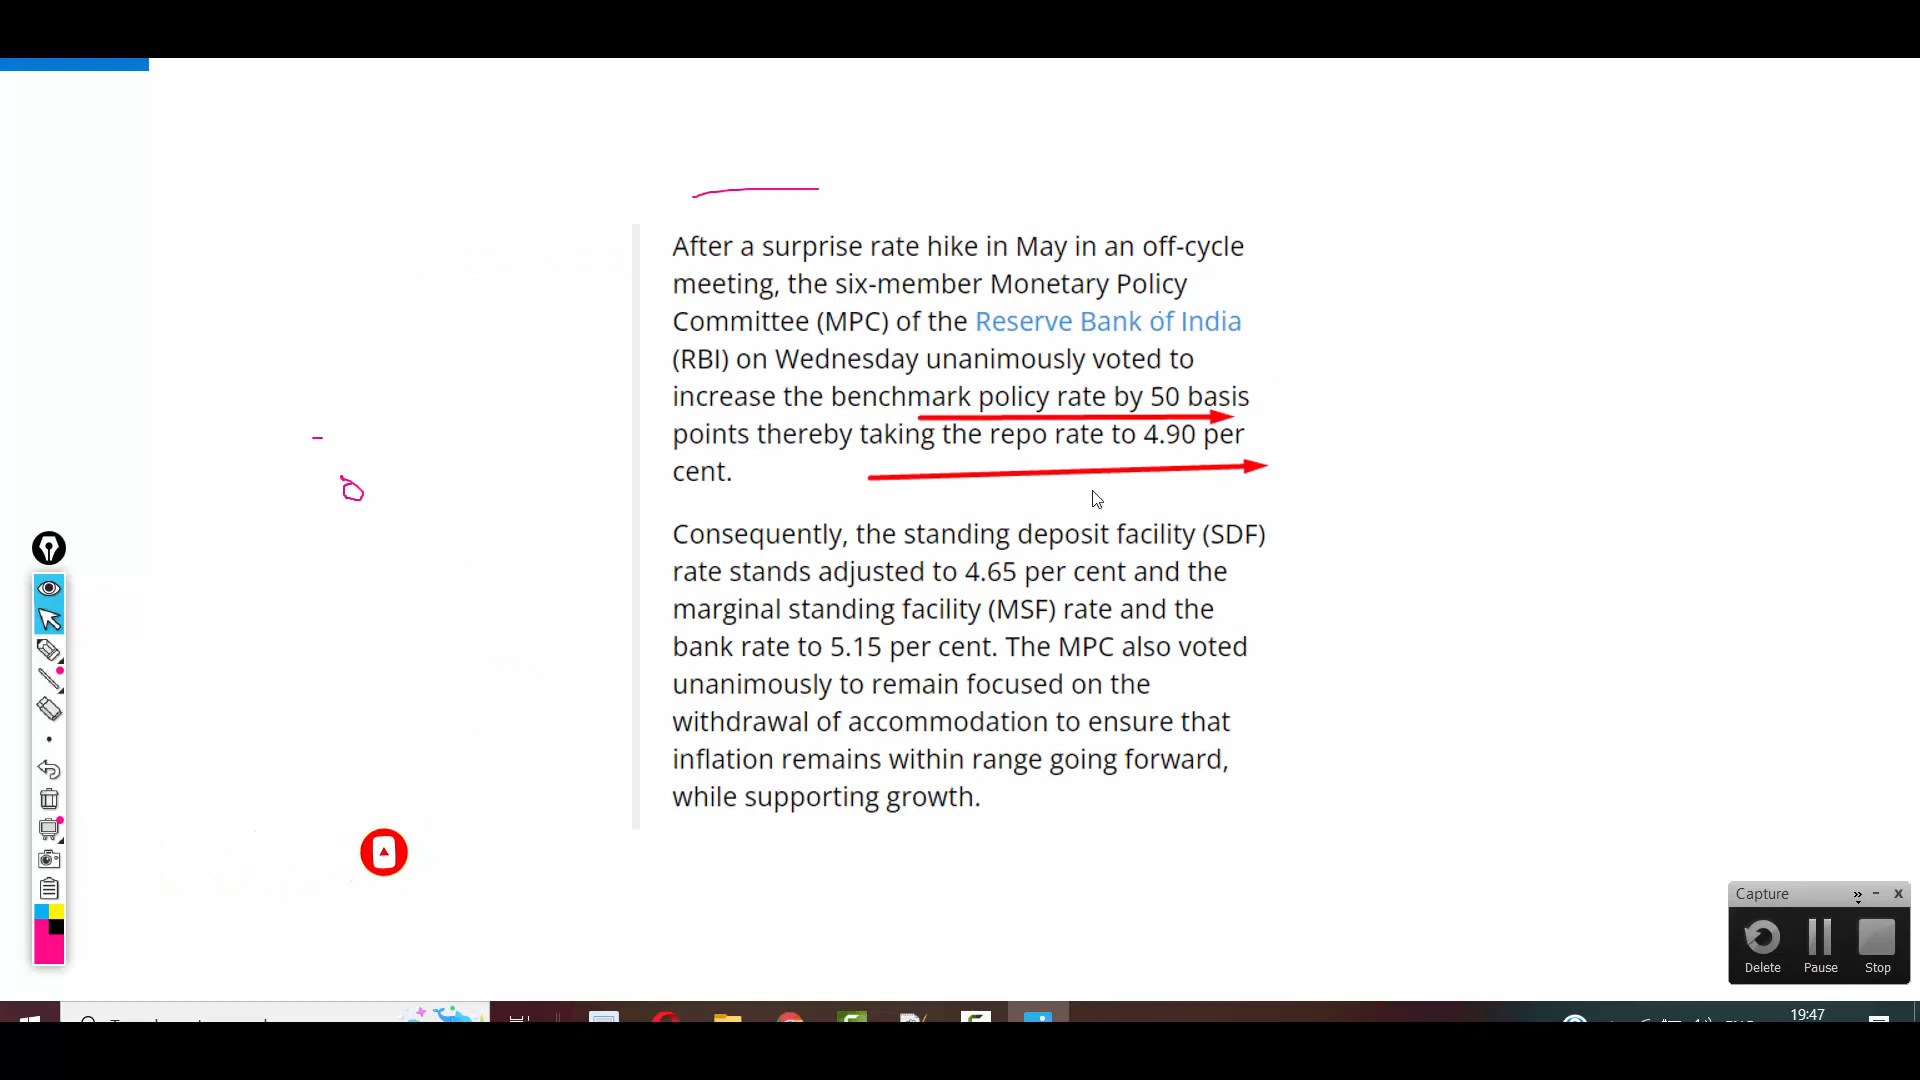 After a surprise rate hike in May in an off-cycle
meeting, the six-member Monetary Policy
Committee (MPC) of the Reserve Bank of India
(RBI) on Wednesday unanimously voted to
increase the benchmark policy rate by 50 basis
points thereby taking the repo rate to 4.90 per
cent.
Consequently, the standing deposit facility (SDF)
rate stands adjusted to 4.65 per cent and the
marginal standing facility (MSF) rate and the
bank rate to 5.15 per cent. The MPC also voted
unanimously to remain focused on the
withdrawal of accommodation to ensure that
inflation remains within range going forward,
while supporting growth.
Capture
Delete Pause Stop
19:47